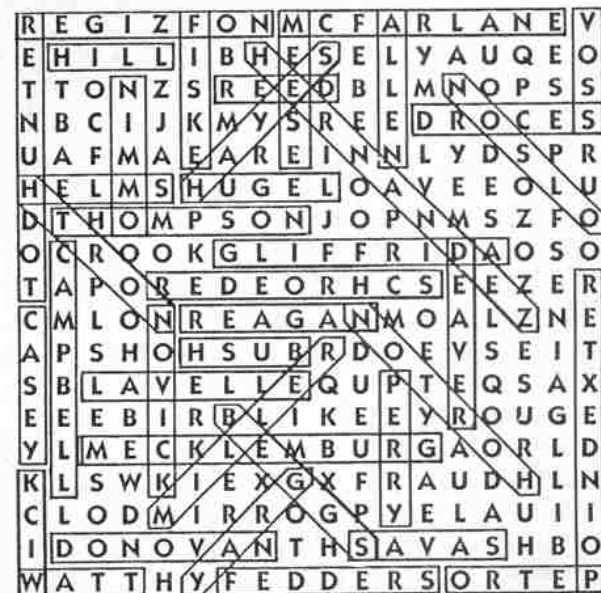 REGIZFONMCFARLANEV
EHILLIBHESELYAUQEO
TTONZSREEDBLMNOPSS
NBCIJKMYSREEDROCES
UAFMAEAREINNLYDSPR
HELMSHUGELOAVEEOLU
DTHOMPSONJOPNMSZFO
OCROOKGLIFFRIDAOSO
TAPOREDEORHCSEEZER
CMLONREAGANMOALZNE
APSHOHSUBRDOEVSEIT
SBLAVELLEQUPTEQSAX
EEEBIRBLIKEEYROUGE
YLMECKLEMBURGAORLD
KLSWKIEXGXFRAUDHLN
CLODMIRROGPYELAUII
IDONOVANTHSAVASHBO
WATTHYFEDDERSORTEP